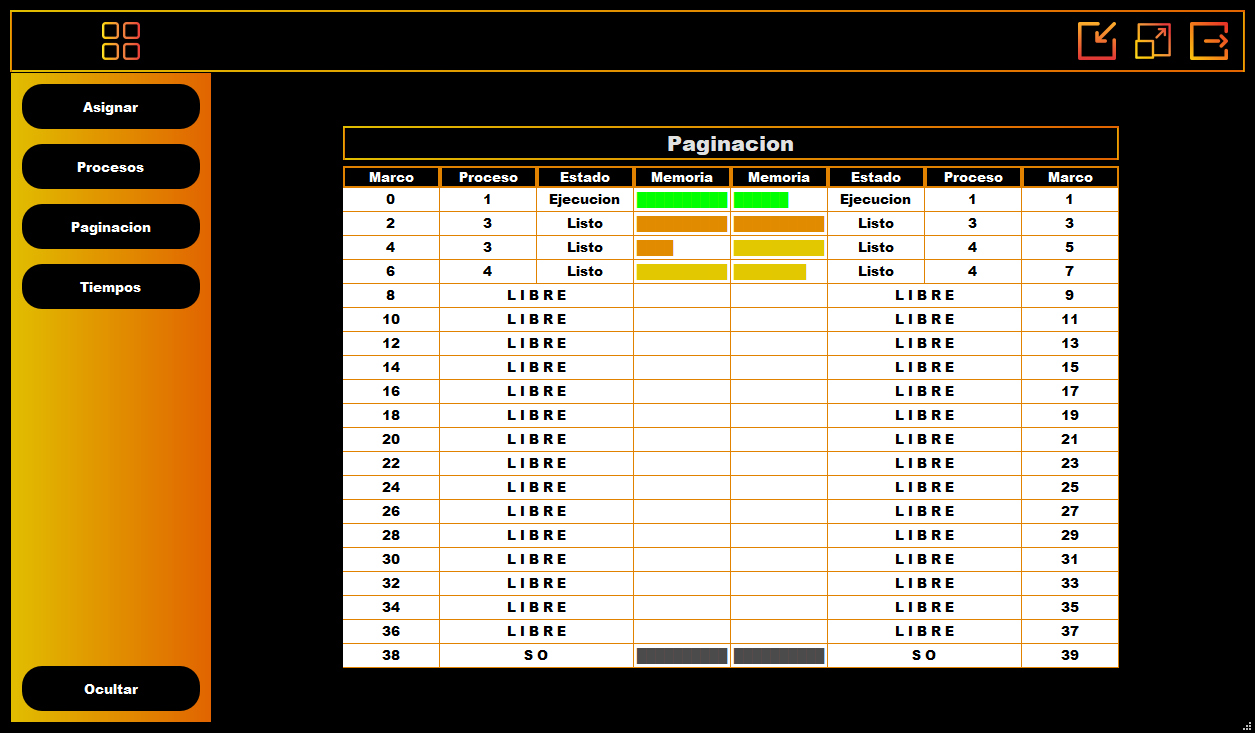 Asignar
Procesos
Paginacion
Tiempos
Ocultar
Paginacion
Marco Proceso Estado Memoria Memoria Estado Proceso Marco
0 1 Ejecucion Ejecucion 1 1
2 3 Listo Listo 3 3
4 3 Listo Listo 4 5
6 4 Listo Listo 4 7
8 L I B R E L I B R E 9
10 L I B R E L I B R E 11
12 L I B R E L I B R E 13
14 L I B R E L I B R E 15
16 L I B R E L I B R E 17
18 L I B R E L I B R E 19
20 L I B R E L I B R E 21
22 L I B R E L I B R E 23
24 L I B R E L I B R E 25
26 L I B R E L I B R E 27
28 L I B R E L I B R E 29
30 L I B R E L I B R E 31
32 L I B R E L I B R E 33
34 L I B R E L I B R E 35
36 L I B R E L I B R E 37
38 S O S O 39